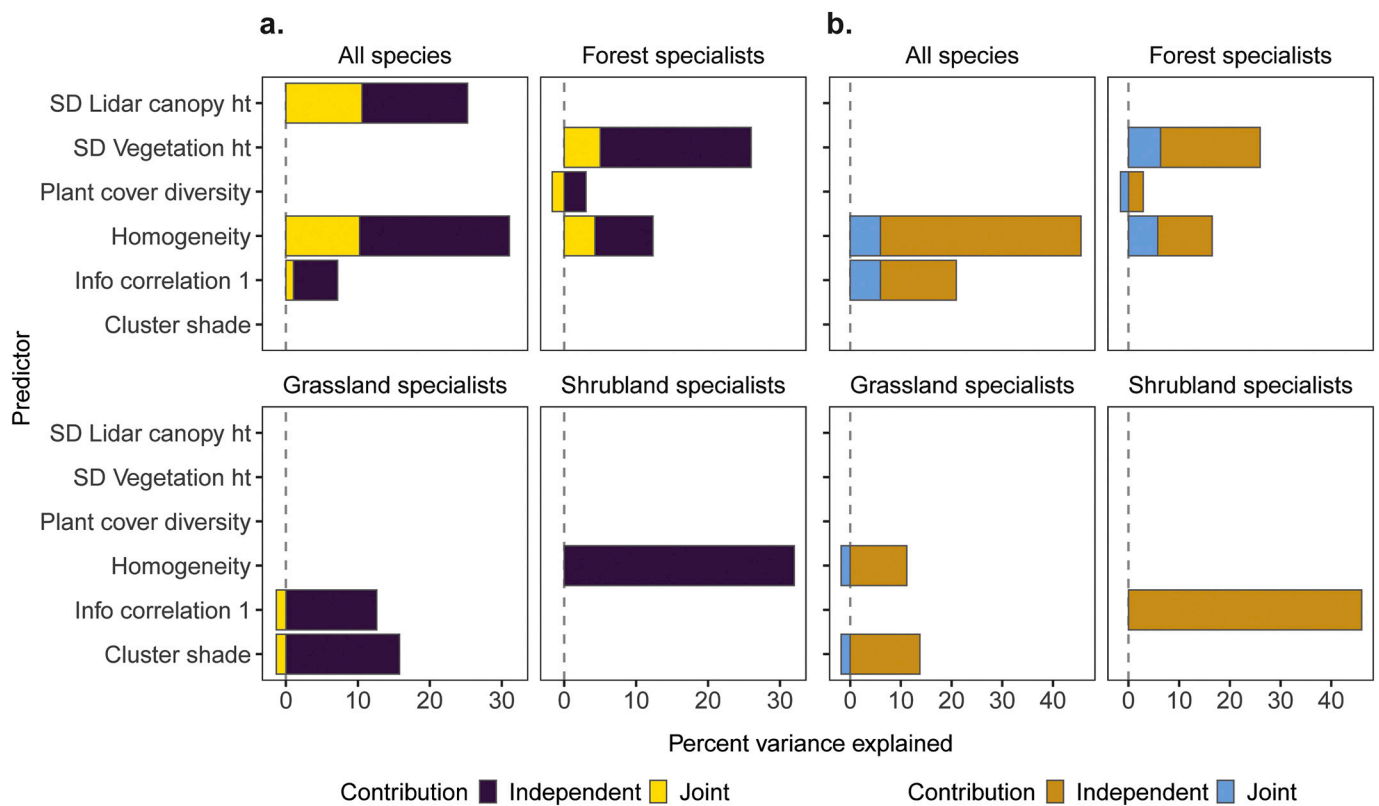 a.
b.
All species
Forest specialists
All species
Forest specialists
SD Lidar canopy ht
SD Vegetation ht
Plant cover diversity
Homogeneity
Info correlation 1
Cluster shade
Predictor
Grassland specialists
Shrubland specialists
Grassland specialists
Shrubland specialists
SD Lidar canopy ht
SD Vegetation ht
Plant cover diversity
Homogeneity
Info correlation 1
Cluster shade
0 10 20 30
0 10 20 30
0 10 20 30 40
0 10 20 30 40
Percent variance explained
Contribution Independent Joint
Contribution Independent Joint